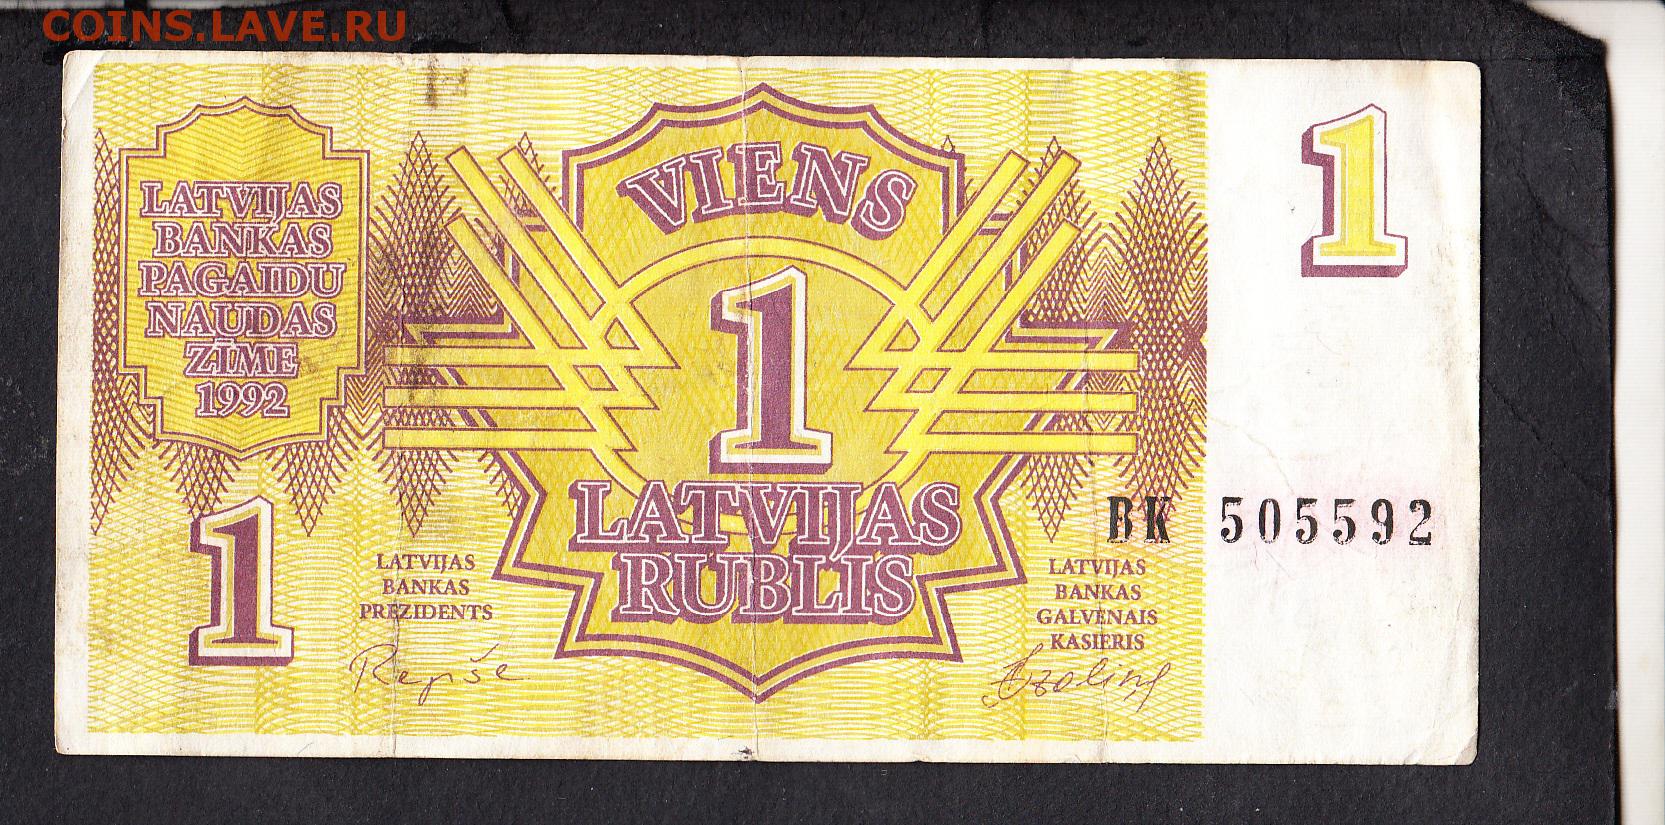 COINS.LAVE.RU
LATVIJAS
BANKAS
PAGAIDU
NAUDAS
ZĪME
1992
VIENS
1
LATVIJAS
RUBLIS
1
1
BK 505592
LATVIJAS
BANKAS
PREZIDENTS
Repše
LATVIJAS
BANKAS
GALVENAIS
KASIERIS